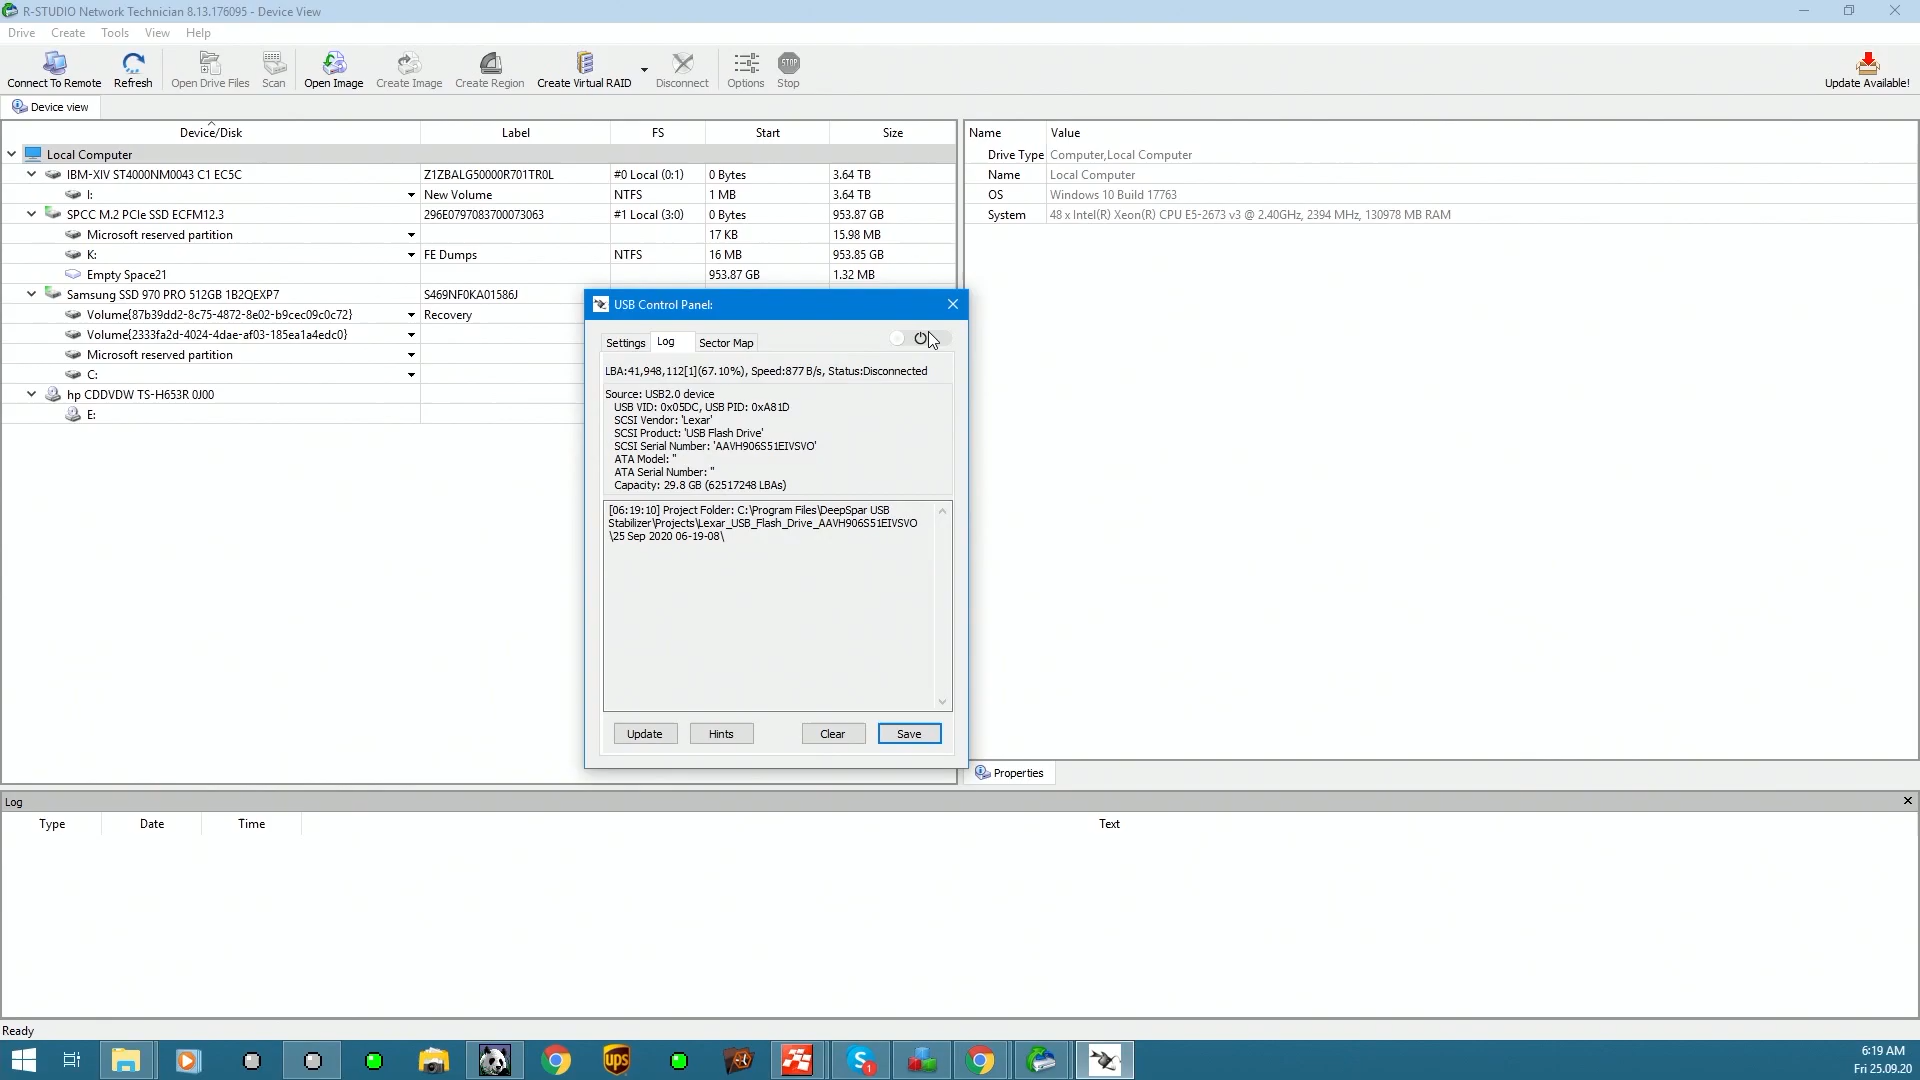 R-STUDIO Network Technician 8.13.176095 - Device View
Drive Create Tools View Help
Connect To Remote Refresh Open Drive Files Scan Open Image Create Image Create Region Create Virtual RAID Disconnect Options Stop Update Available!
STOP
Device view
Device/Disk Label FS Start Size
Local Computer
IBM-XIV ST4000NM0043 C1 EC5C Z1ZBALG50000R701TR0L #0 Local (0:1) 0 Bytes 3.64 TB
I: New Volume NTFS 1 MB 3.64 TB
SPCC M.2 PCIe SSD ECFM12.3 296E0797083700073063 #1 Local (3:0) 0 Bytes 953.87 GB
Microsoft reserved partition 17 KB 15.98 MB
K: FE Dumps NTFS 16 MB 953.85 GB
Empty Space21 953.87 GB 1.32 MB
Samsung SSD 970 PRO 512GB 1B2QEXP7 S469NF0KA01586J
Volume{87b39dd2-8c75-4872-8e02-b9cec09c0c72} Recovery
Volume{2333fa2d-4024-4dae-af03-185ea1a4edc0}
Microsoft reserved partition
C:
hp CDDVDW TS-H653R 0J00
E:
Name Value
Drive Type Computer,Local Computer
Name Local Computer
OS Windows 10 Build 17763
System 48 x Intel(R) Xeon(R) CPU E5-2673 v3 @ 2.40GHz, 2394 MHz, 130978 MB RAM
USB Control Panel:
Settings Log Sector Map
LBA:41,948,112[1](67.10%), Speed:877 B/s, Status:Disconnected
Source: USB2.0 device
USB VID: 0x05DC, USB PID: 0xA81D
SCSI Vendor: 'Lexar'
SCSI Product: 'USB Flash Drive'
SCSI Serial Number: 'AAVH906S51EIVSVO'
ATA Model: ''
ATA Serial Number: ''
Capacity: 29.8 GB (62517248 LBAs)
[06:19:10] Project Folder: C:\Program Files\DeepSpar USB
Stabilizer\Projects\Lexar_USB_Flash_Drive_AAVH906S51EIVSVO
\25 Sep 2020 06-19-08\
Update Hints Clear Save
Properties
Log
Type Date Time Text
Ready
ups
S 1
6:19 AM
Fri 25.09.20